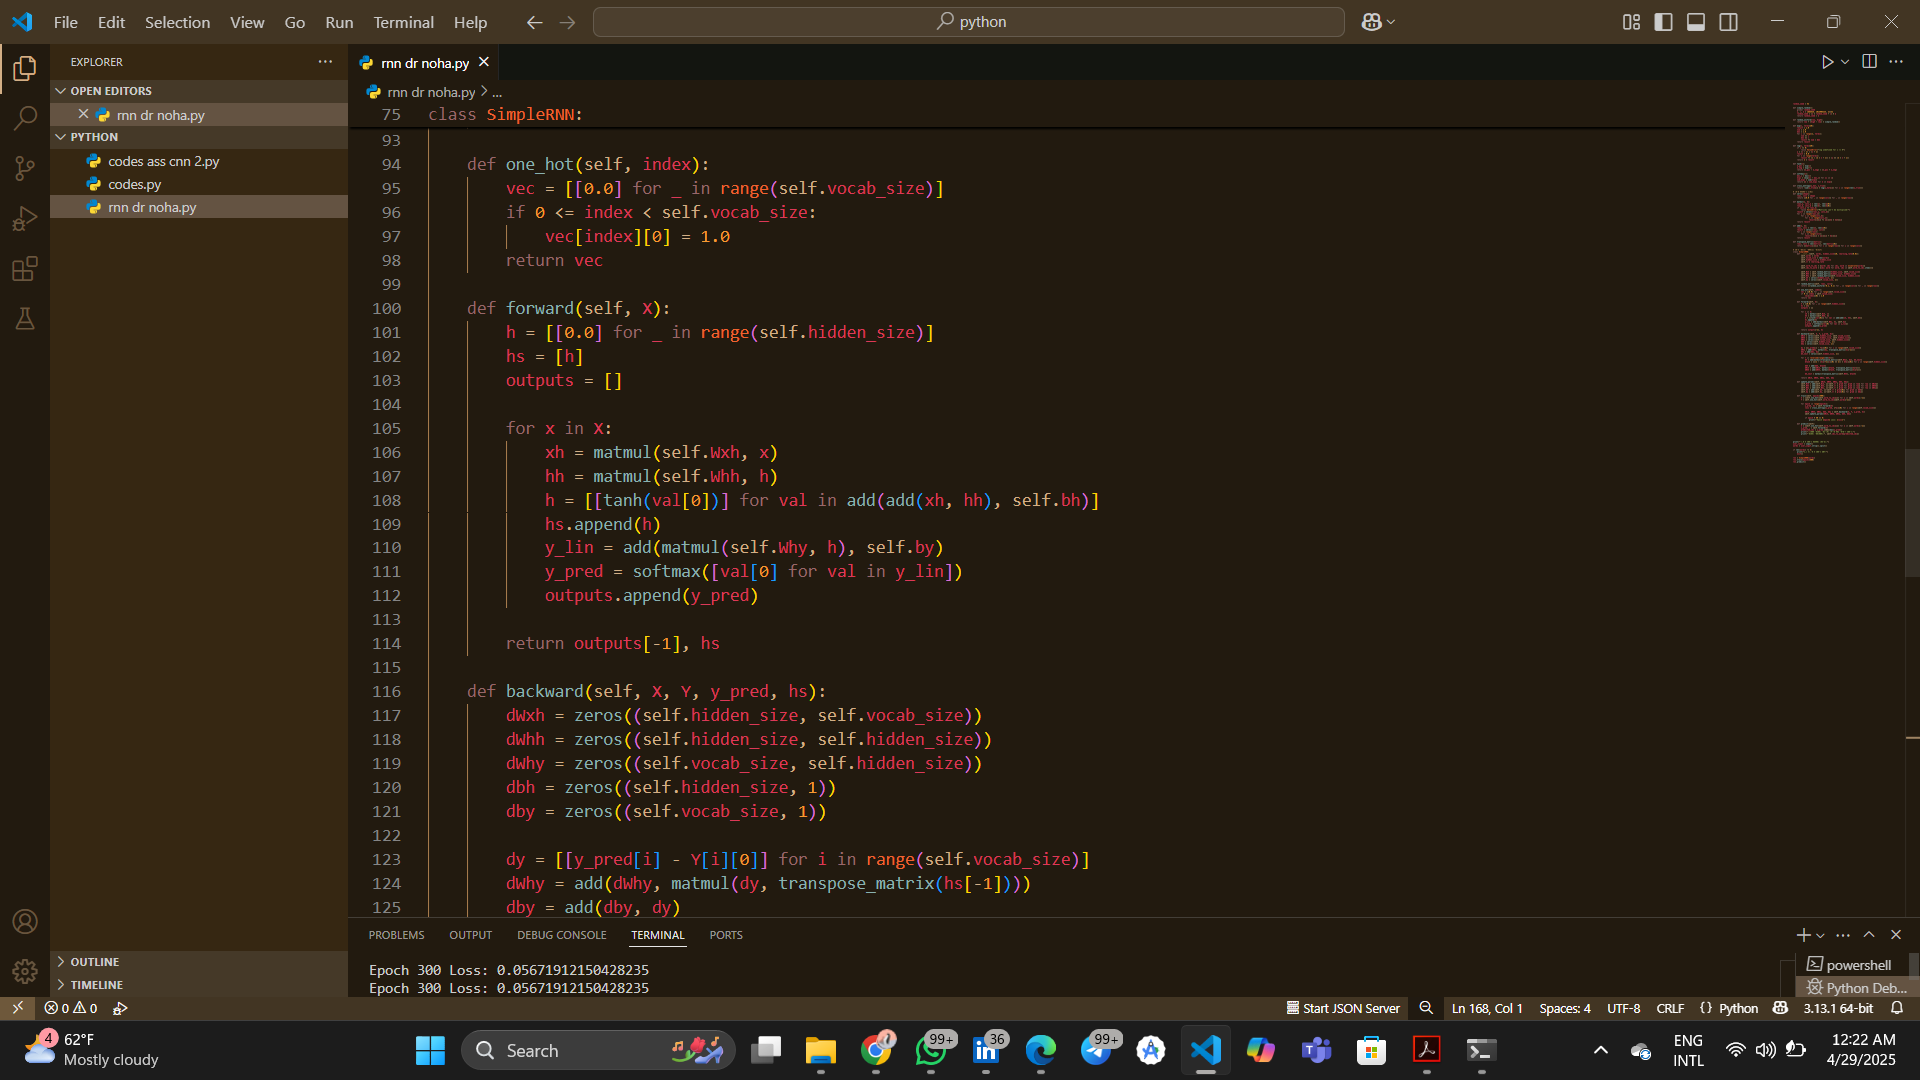 File Edit Selection View Go Run Terminal Help
python
EXPLORER
OPEN EDITORS
rnn dr noha.py
PYTHON
codes ass cnn 2.py
codes.py
rnn dr noha.py
OUTLINE
TIMELINE
rnn dr noha.py
rnn dr noha.py > ...
75 class SimpleRNN:
93
94 def one_hot(self, index):
95 vec = [[0.0] for _ in range(self.vocab_size)]
96 if 0 <= index < self.vocab_size:
97 vec[index][0] = 1.0
98 return vec
99
100 def forward(self, X):
101 h = [[0.0] for _ in range(self.hidden_size)]
102 hs = [h]
103 outputs = []
104
105 for x in X:
106 xh = matmul(self.Wxh, x)
107 hh = matmul(self.Whh, h)
108 h = [[tanh(val[0])] for val in add(add(xh, hh), self.bh)]
109 hs.append(h)
110 y_lin = add(matmul(self.Why, h), self.by)
111 y_pred = softmax([val[0] for val in y_lin])
112 outputs.append(y_pred)
113
114 return outputs[-1], hs
115
116 def backward(self, X, Y, y_pred, hs):
117 dWxh = zeros((self.hidden_size, self.vocab_size))
118 dWhh = zeros((self.hidden_size, self.hidden_size))
119 dWhy = zeros((self.vocab_size, self.hidden_size))
120 dbh = zeros((self.hidden_size, 1))
121 dby = zeros((self.vocab_size, 1))
122
123 dy = [[y_pred[i] - Y[i][0]] for i in range(self.vocab_size)]
124 dWhy = add(dWhy, matmul(dy, transpose_matrix(hs[-1])))
125 dby = add(dby, dy)
PROBLEMS OUTPUT DEBUG CONSOLE TERMINAL PORTS
Epoch 300 Loss: 0.05671912150428235
Epoch 300 Loss: 0.05671912150428235
powershell
Python Deb...
0 0
Start JSON Server Ln 168, Col 1 Spaces: 4 UTF-8 CRLF {} Python 3.13.1 64-bit
4
62°F
Mostly cloudy
Search
99+
36
99+
ENG
INTL
12:22 AM
4/29/2025